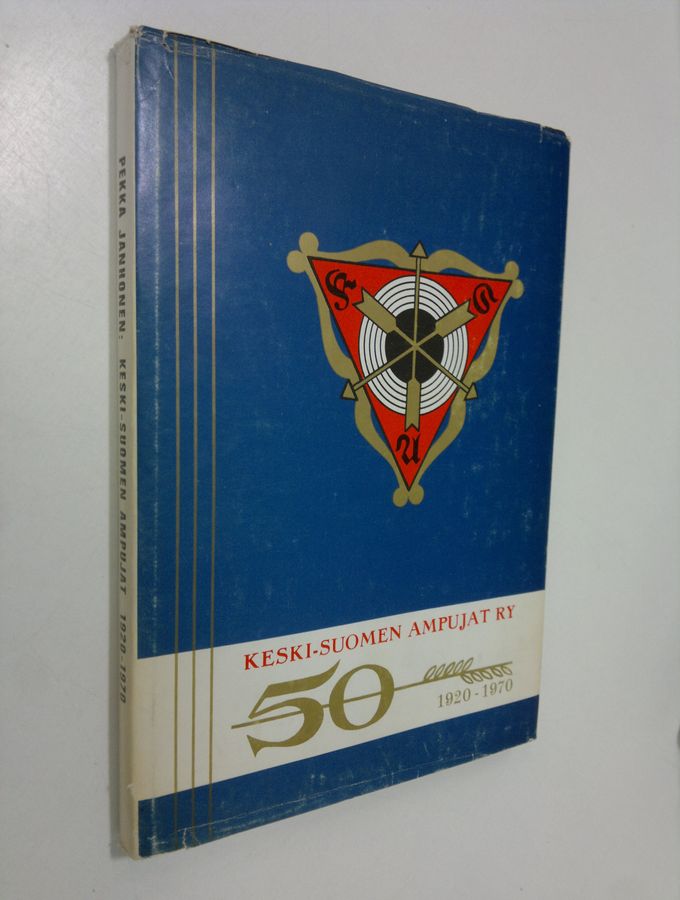 PEKKA JANHONEN: KESKI-SUOMEN AMPUJAT 1920-1970
KESKI-SUOMEN AMPUJAT RY
50
1920-1970